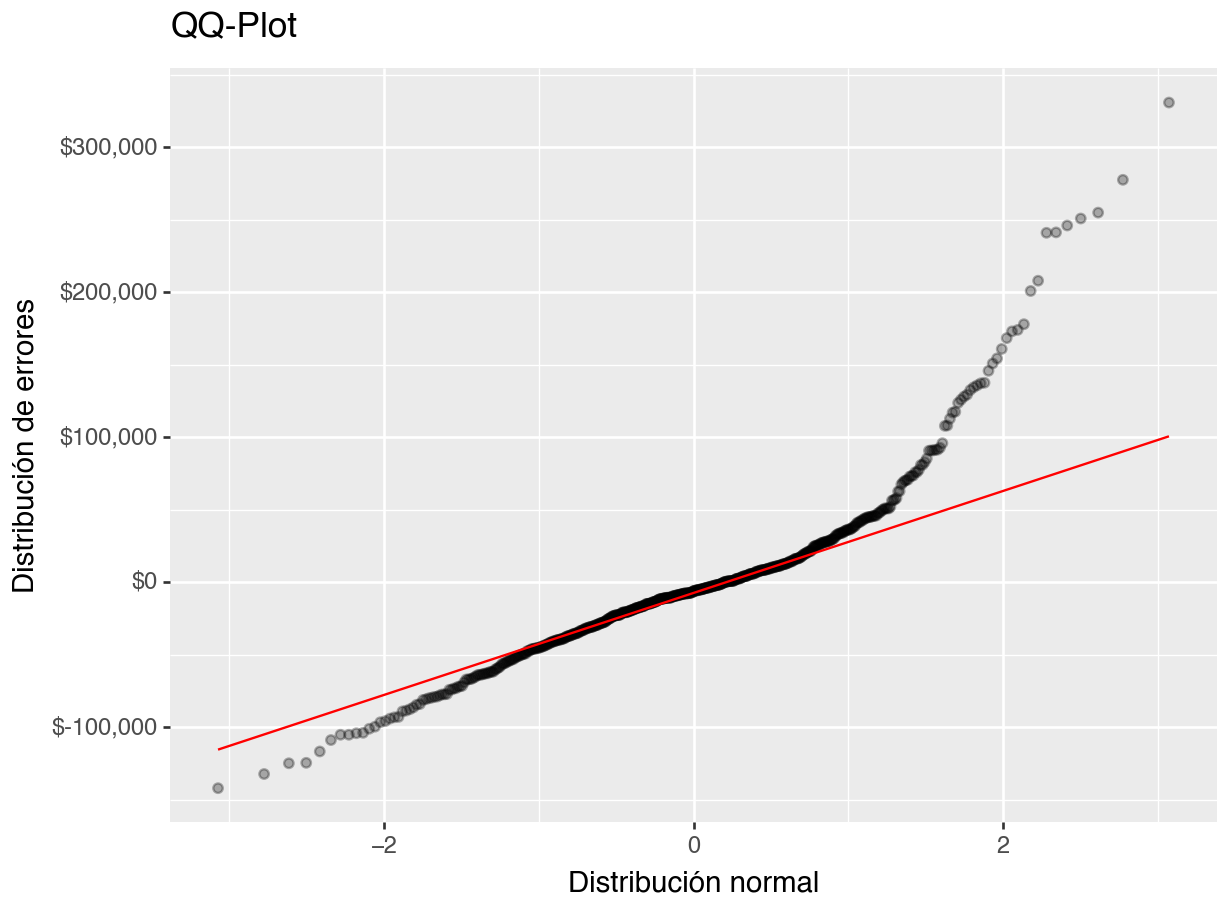 QQ-Plot
Distribución de errores
$300,000
$200,000
$100,000
$0
$-100,000
−2
0
2
Distribución normal